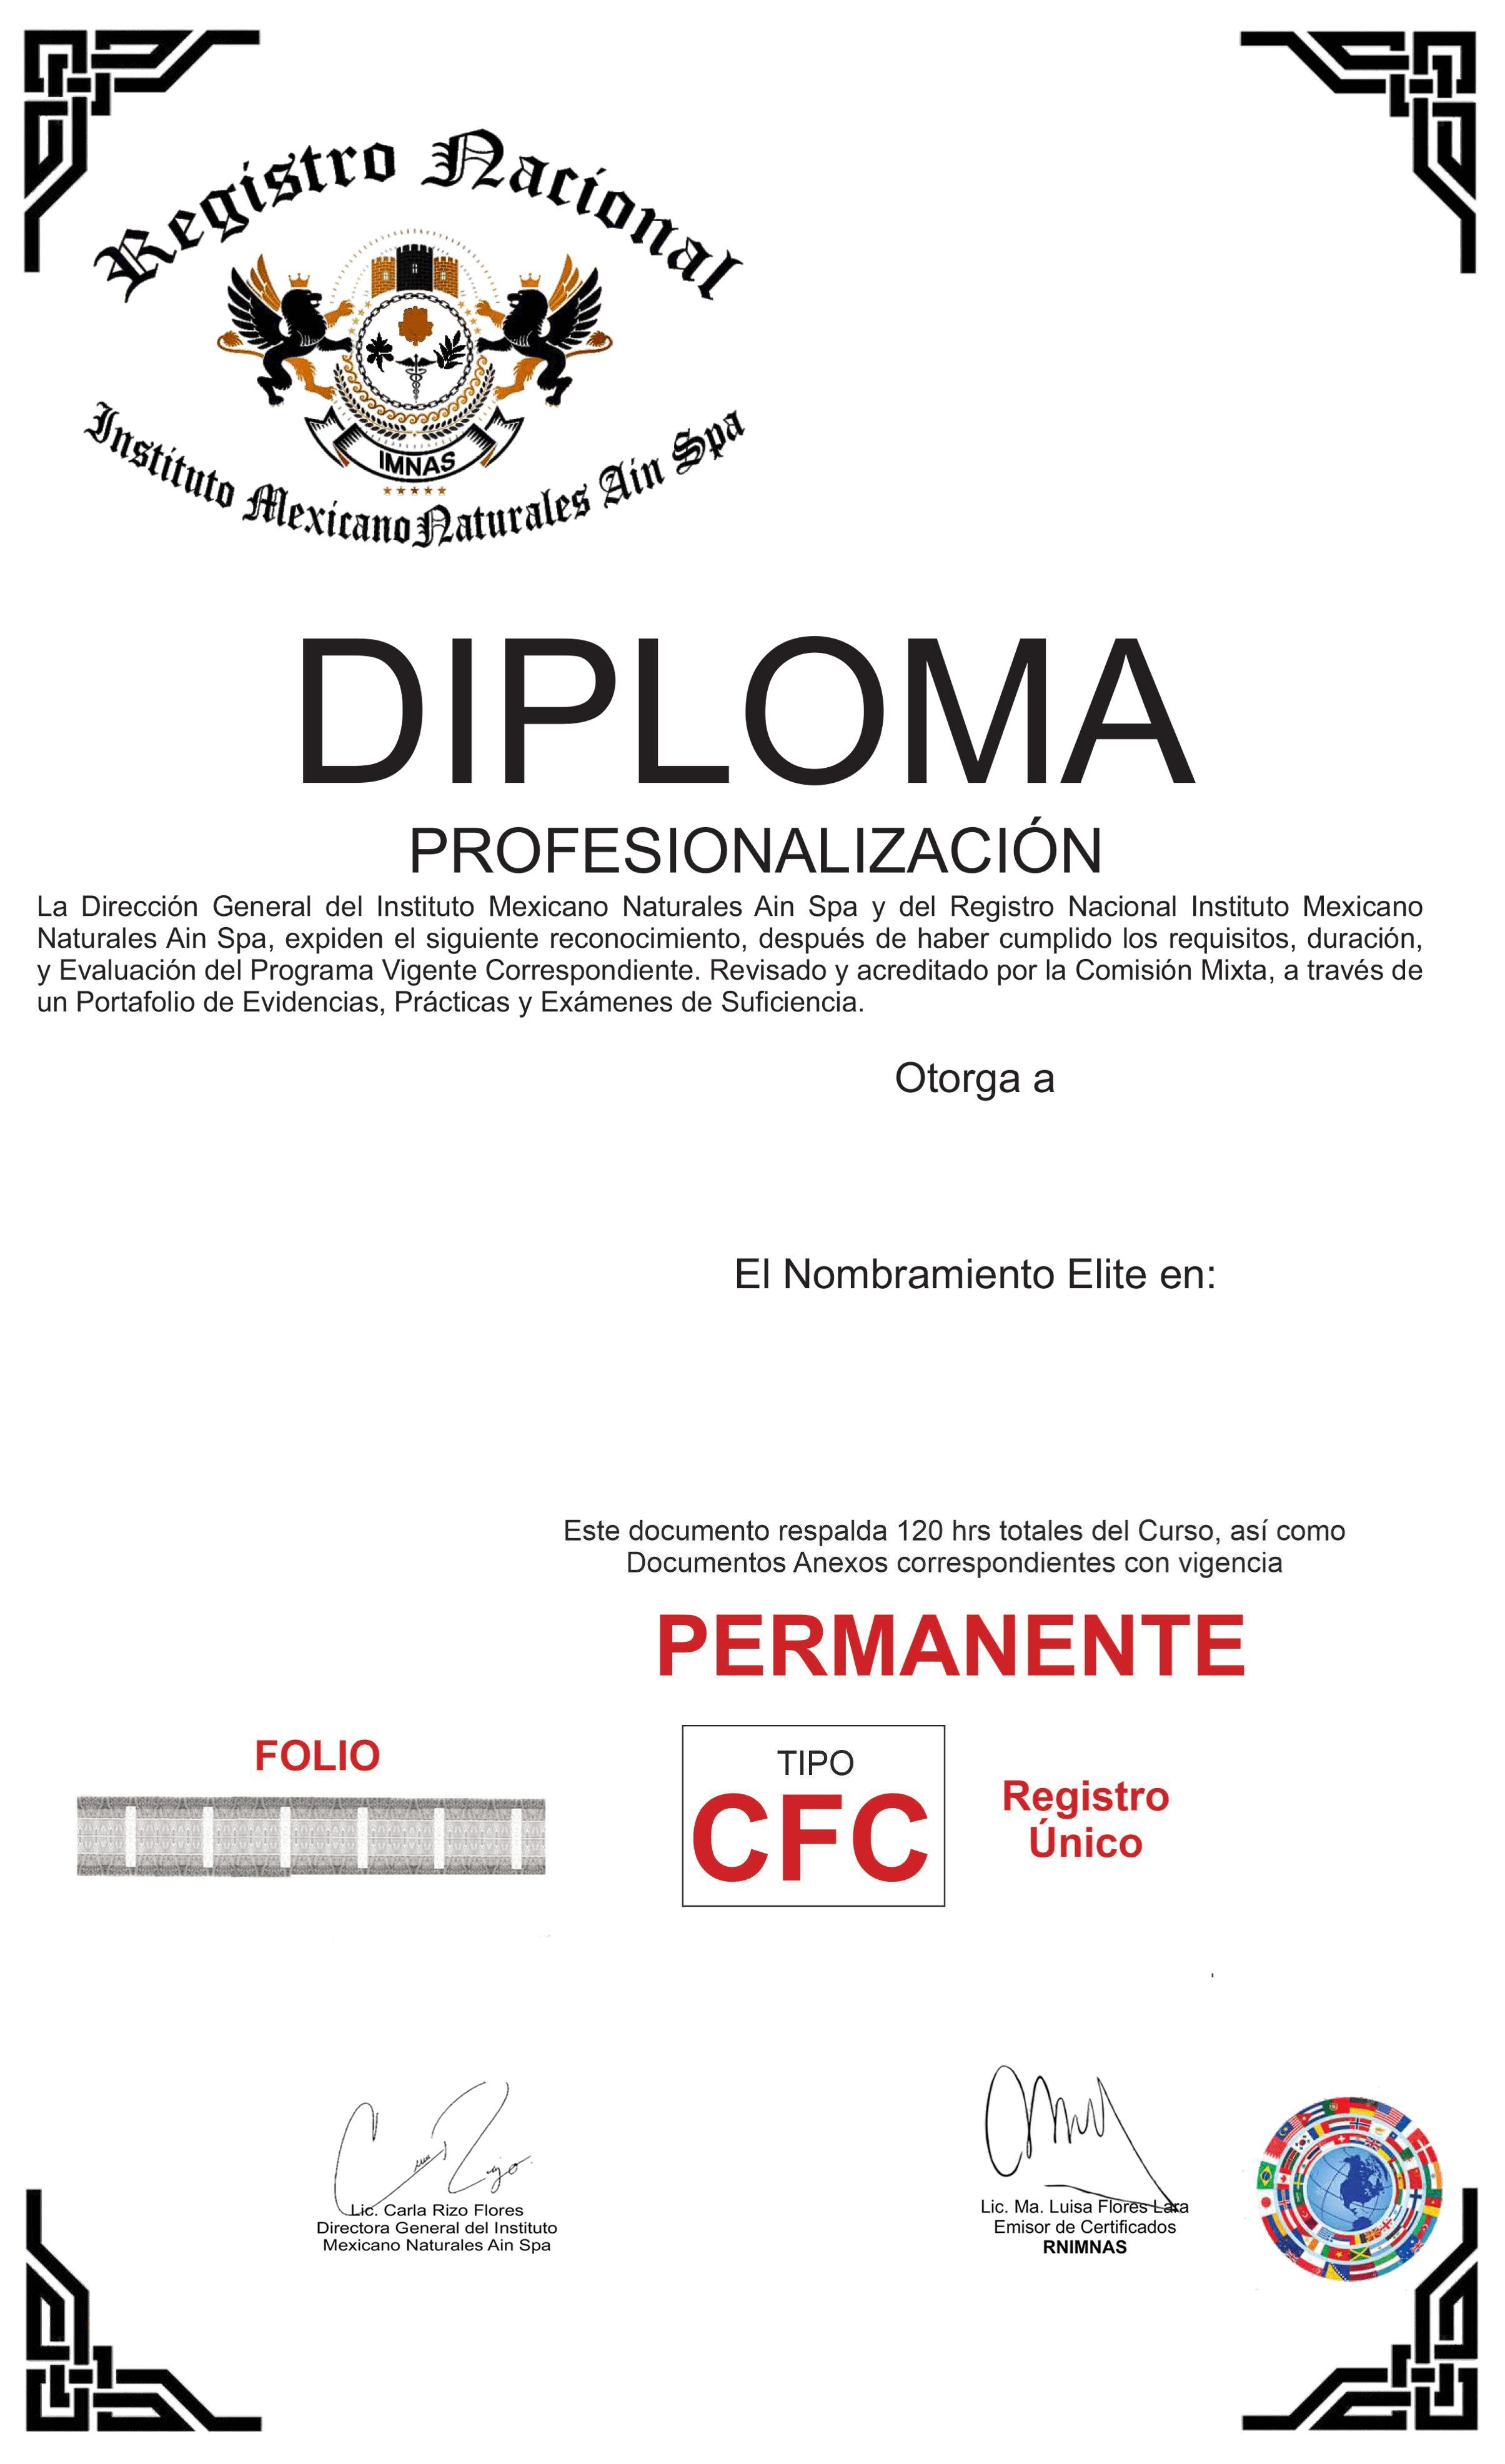 Registro Nacional
IMNAS
Instituto Mexicano Naturales Ain Spa
DIPLOMA
PROFESIONALIZACIÓN
La Dirección General del Instituto Mexicano Naturales Ain Spa y del Registro Nacional Instituto Mexicano
Naturales Ain Spa, expiden el siguiente reconocimiento, después de haber cumplido los requisitos, duración,
y Evaluación del Programa Vigente Correspondiente. Revisado y acreditado por la Comisión Mixta, a través de
un Portafolio de Evidencias, Prácticas y Exámenes de Suficiencia.
Otorga a
El Nombramiento Elite en:
Este documento respalda 120 hrs totales del Curso, así como
Documentos Anexos correspondientes con vigencia
PERMANENTE
FOLIO
TIPO
CFC
Registro
Único
Lic. Carla Rizo Flores
Directora General del Instituto
Mexicano Naturales Ain Spa
Lic. Ma. Luisa Flores Lara
Emisor de Certificados
RNIMNAS